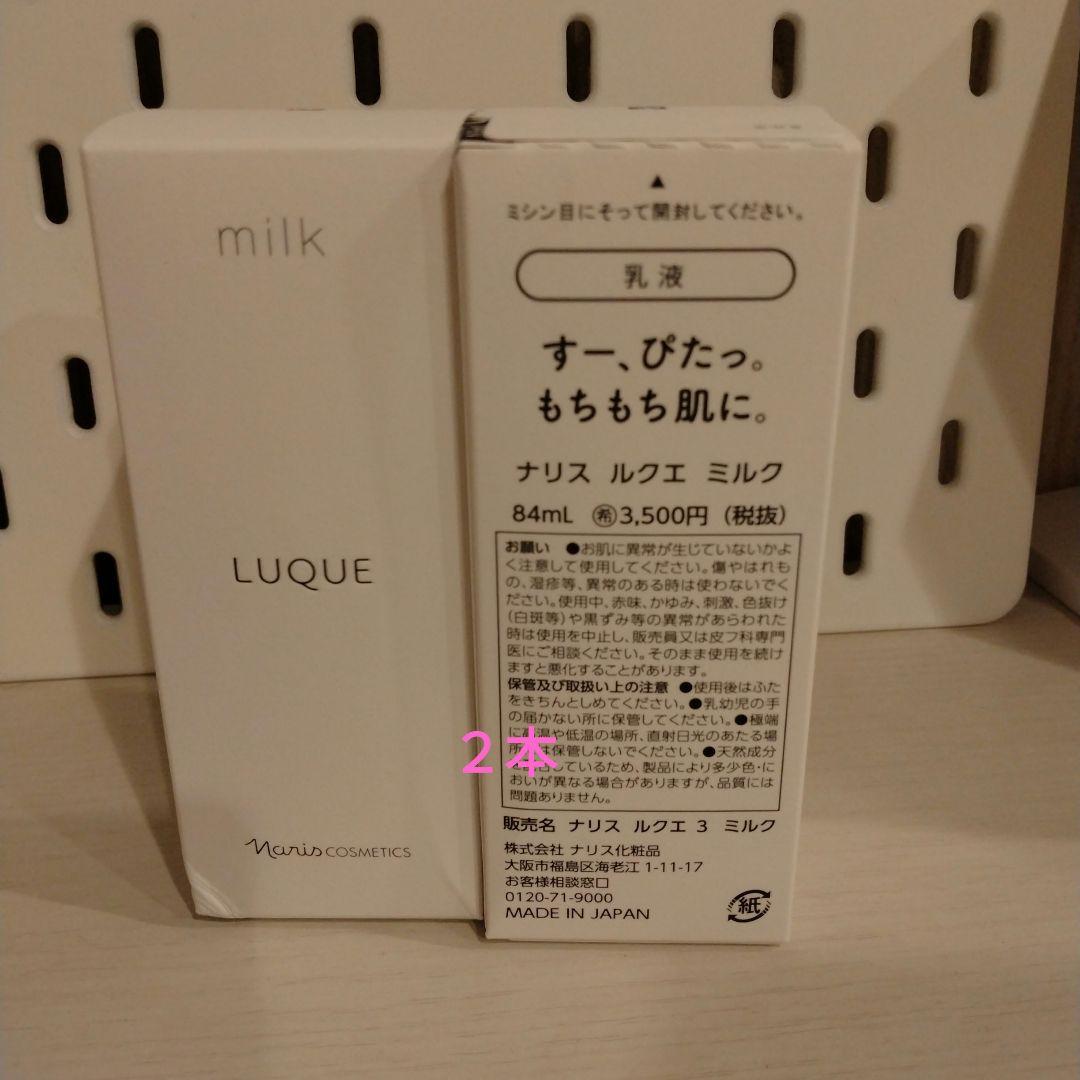 milk
LUQUE
Naris COSMETICS
▲
ミシン目にそって開封してください。
乳液
すー、ぴたっ。
もちもち肌に。
ナリス ルクエ ミルク
84mL ㊒3,500円（税抜）
お願い ●お肌に異常が生じていないかよ
く注意して使用してください。傷やはれも
の、湿疹等、異常のある時は使わないでく
ださい。使用中、赤味、かゆみ、刺激、色抜け
（白斑等）や黒ずみ等の異常があらわれた
時は使用を中止し、販売員又は皮フ科専門
医にご相談ください。そのまま使用を続け
ますと悪化することがあります。
保管及び取扱い上の注意 ●使用後はふた
をきちんとしめてください。●乳幼児の手
の届かない所に保管してください。●極端
に高温や低温の場所、直射日光のあたる場
所には保管しないでください。●天然成分
配合しているため、製品により多少色・に
おいが異なる場合がありますが、品質には
問題ありません。
２本
販売名 ナリス ルクエ 3 ミルク
株式会社 ナリス化粧品
大阪市福島区海老江 1-11-17
お客様相談窓口
0120-71-9000
MADE IN JAPAN
紙